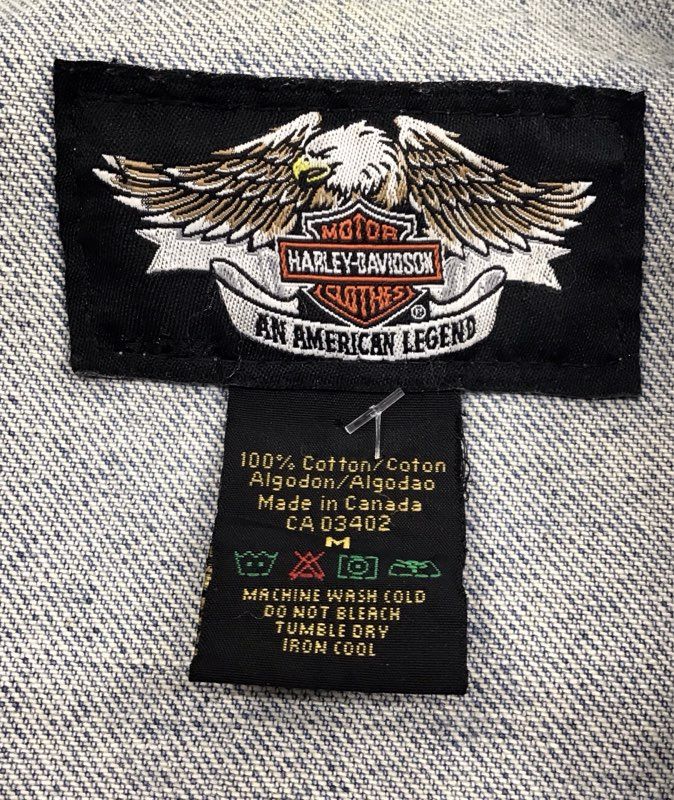 MOTOR
HARLEY-DAVIDSON
CLOTHES
®
AN AMERICAN LEGEND
100% Cotton/Coton
Algodon/Algodao
Made in Canada
CA 03402
M
MACHINE WASH COLD
DO NOT BLEACH
TUMBLE DRY
IRON COOL